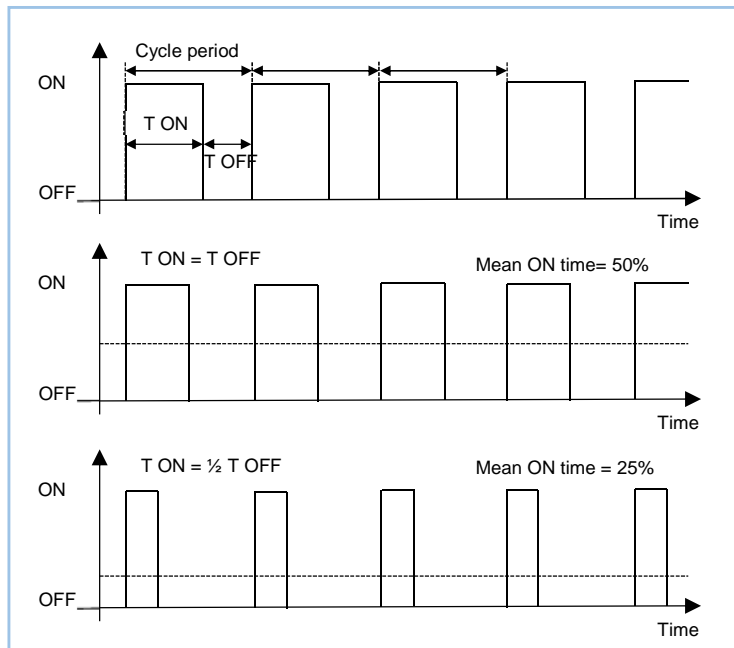 Cycle period
ON
T ON
T OFF
OFF
Time
T ON = T OFF
Mean ON time= 50%
ON
OFF
Time
T ON = ½ T OFF
Mean ON time = 25%
ON
OFF
Time